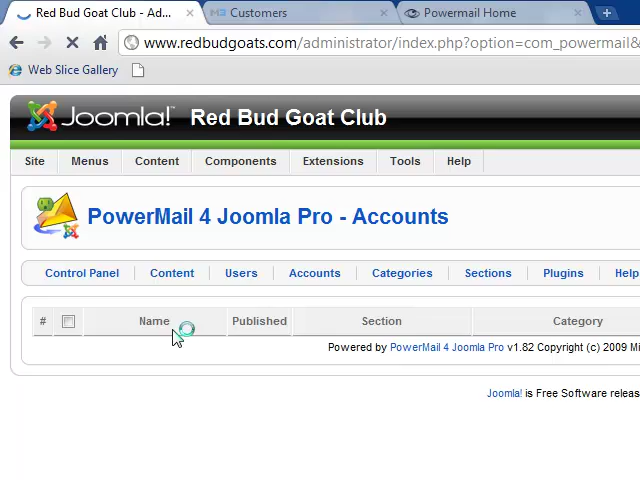 Red Bud Goat Club - Ad... Customers Powermail Home
www.redbudgoats.com/administrator/index.php?option=com_powermail&
Web Slice Gallery
Joomla! Red Bud Goat Club
Site Menus Content Components Extensions Tools Help
PowerMail 4 Joomla Pro - Accounts
Control Panel Content Users Accounts Categories Sections Plugins Help
# Name Published Section Category
Powered by PowerMail 4 Joomla Pro v1.82 Copyright (c) 2009 Mi
Joomla! is Free Software releas